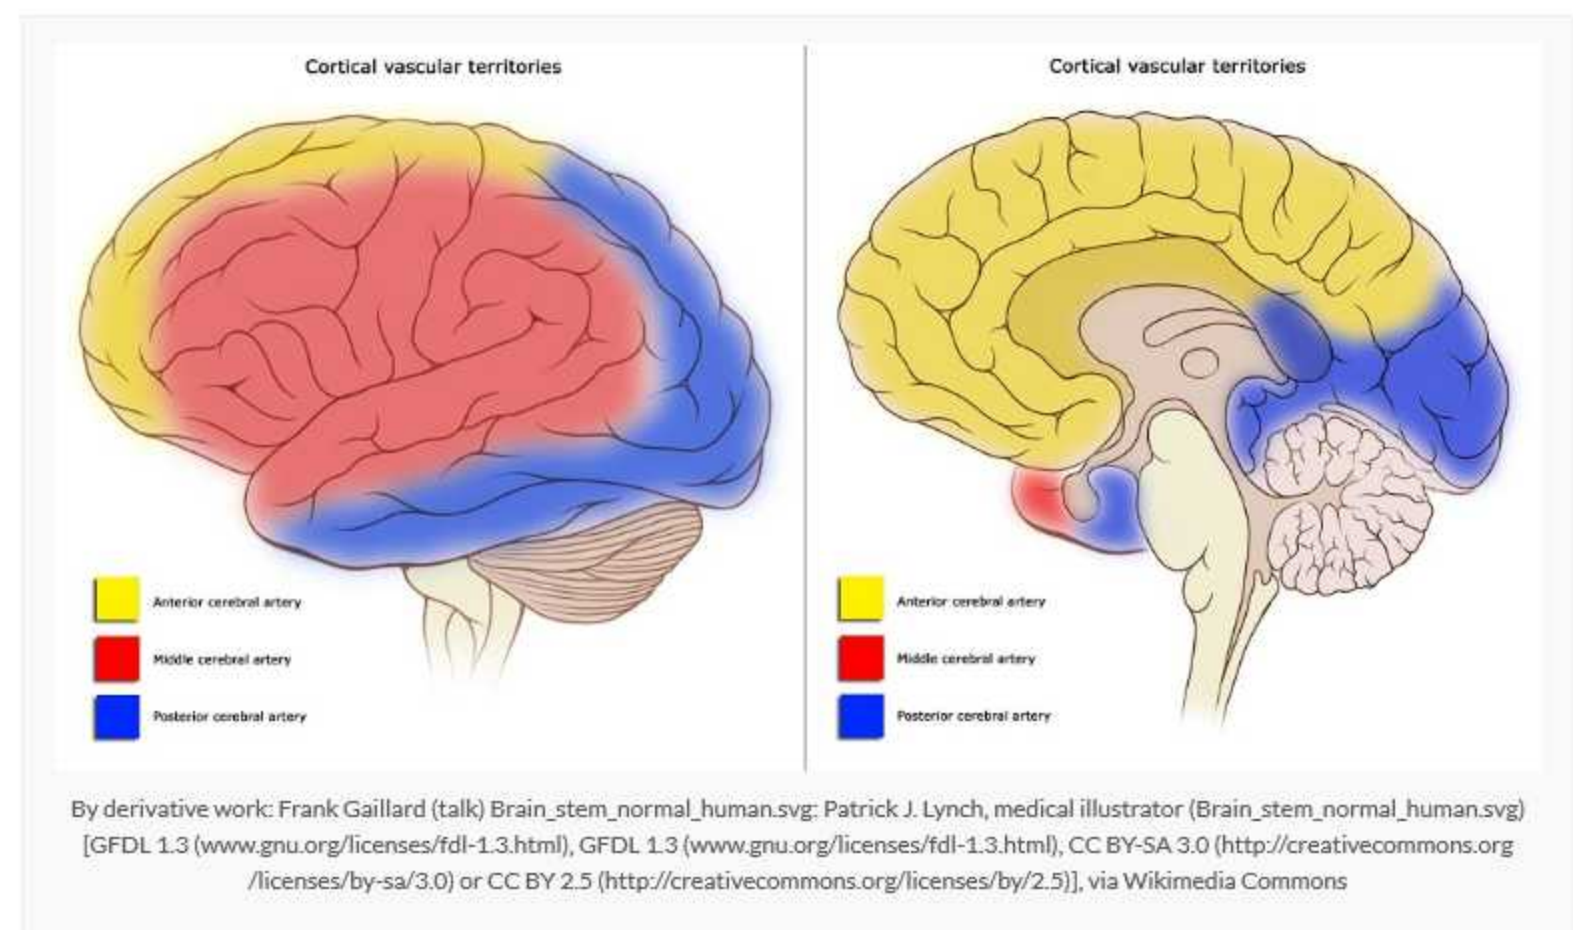 Cortical vascular territories
Anterior cerebral artery
Middle cerebral artery
Posterior cerebral artery
Cortical vascular territories
Anterior cerebral artery
Middle cerebral artery
Posterior cerebral artery
By derivative work: Frank Gaillard (talk) Brain_stem_normal_human.svg: Patrick J. Lynch, medical illustrator (Brain_stem_normal_human.svg)
[GFDL 1.3 (www.gnu.org/licenses/fdl-1.3.html), GFDL 1.3 (www.gnu.org/licenses/fdl-1.3.html), CC BY-SA 3.0 (http://creativecommons.org
/licenses/by-sa/3.0) or CC BY 2.5 (http://creativecommons.org/licenses/by/2.5)], via Wikimedia Commons